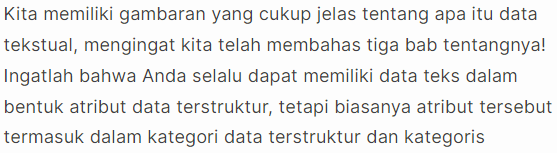 Kita memiliki gambaran yang cukup jelas tentang apa itu data
tekstual, mengingat kita telah membahas tiga bab tentangnya!
Ingatlah bahwa Anda selalu dapat memiliki data teks dalam
bentuk atribut data terstruktur, tetapi biasanya atribut tersebut
termasuk dalam kategori data terstruktur dan kategoris